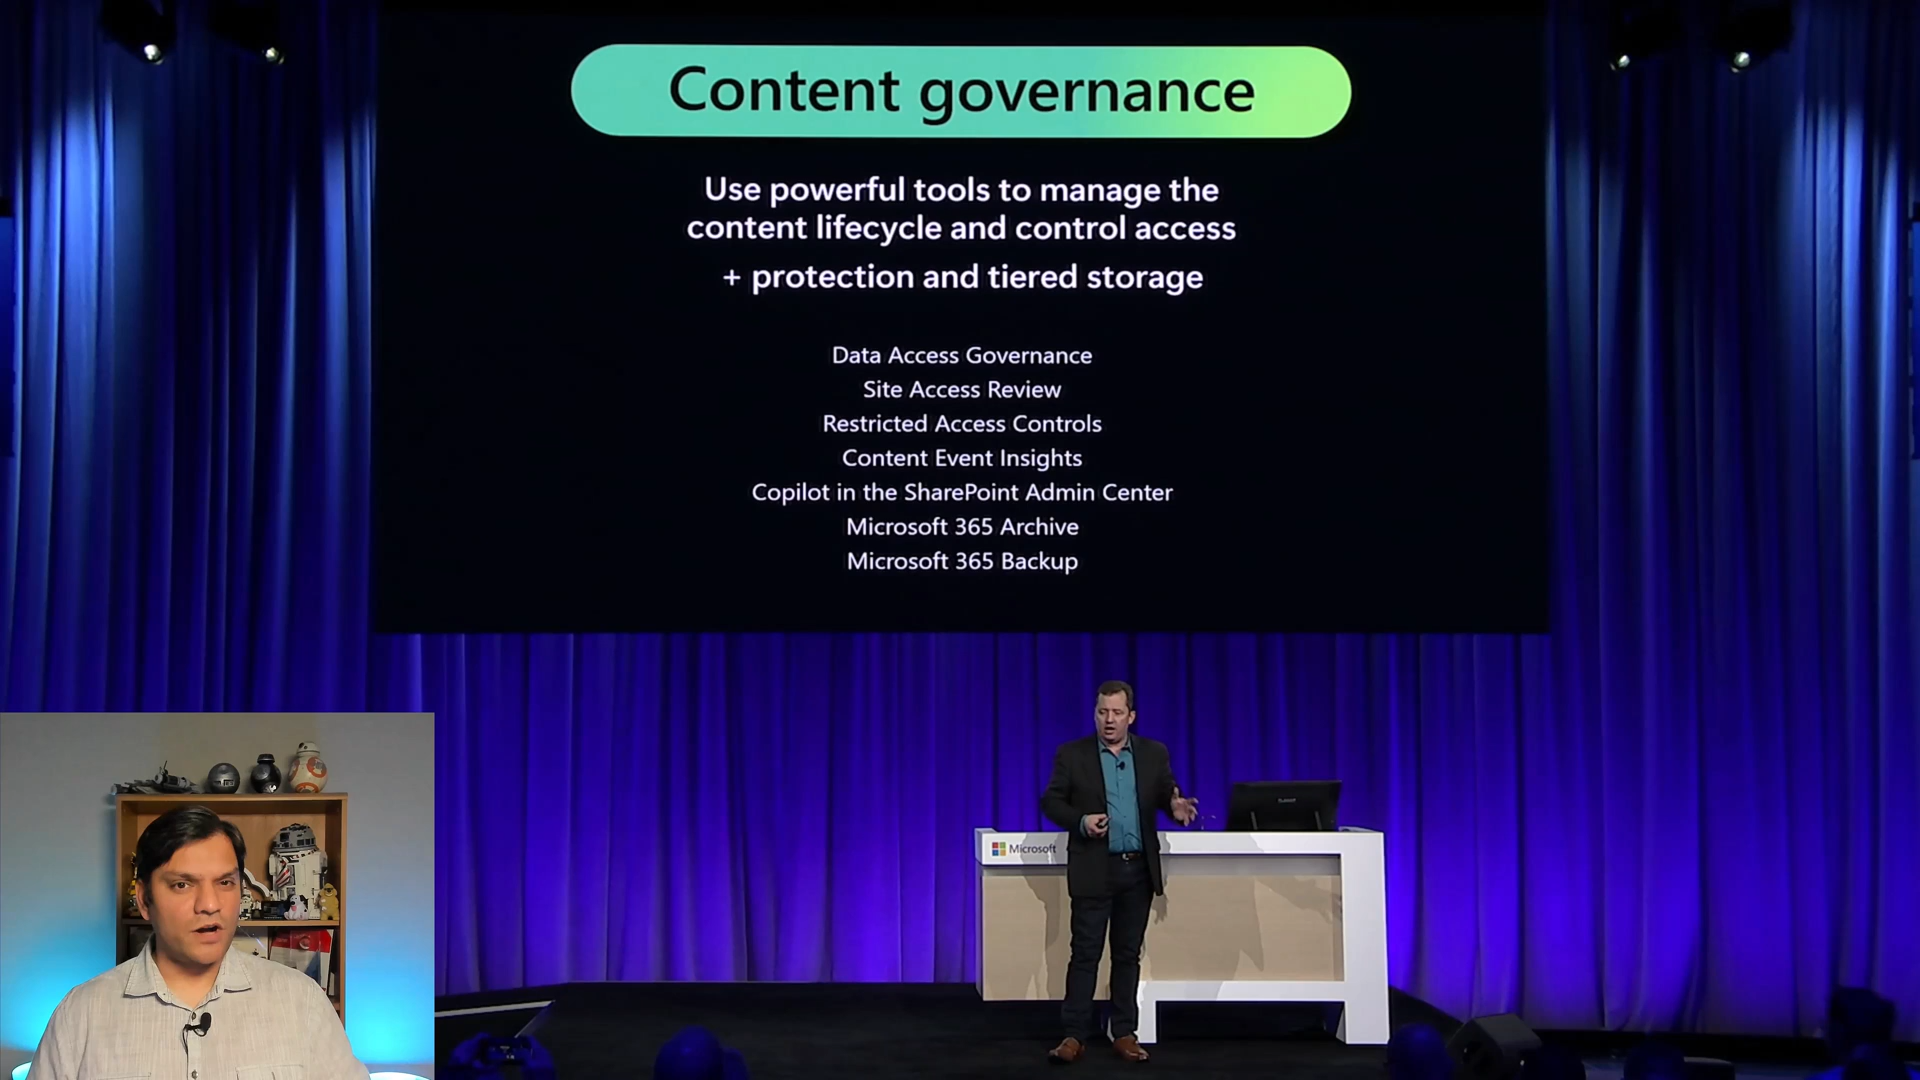 Content governance
Use powerful tools to manage the
content lifecycle and control access
+ protection and tiered storage
Data Access Governance
Site Access Review
Restricted Access Controls
Content Event Insights
Copilot in the SharePoint Admin Center
Microsoft 365 Archive
Microsoft 365 Backup
Microsoft